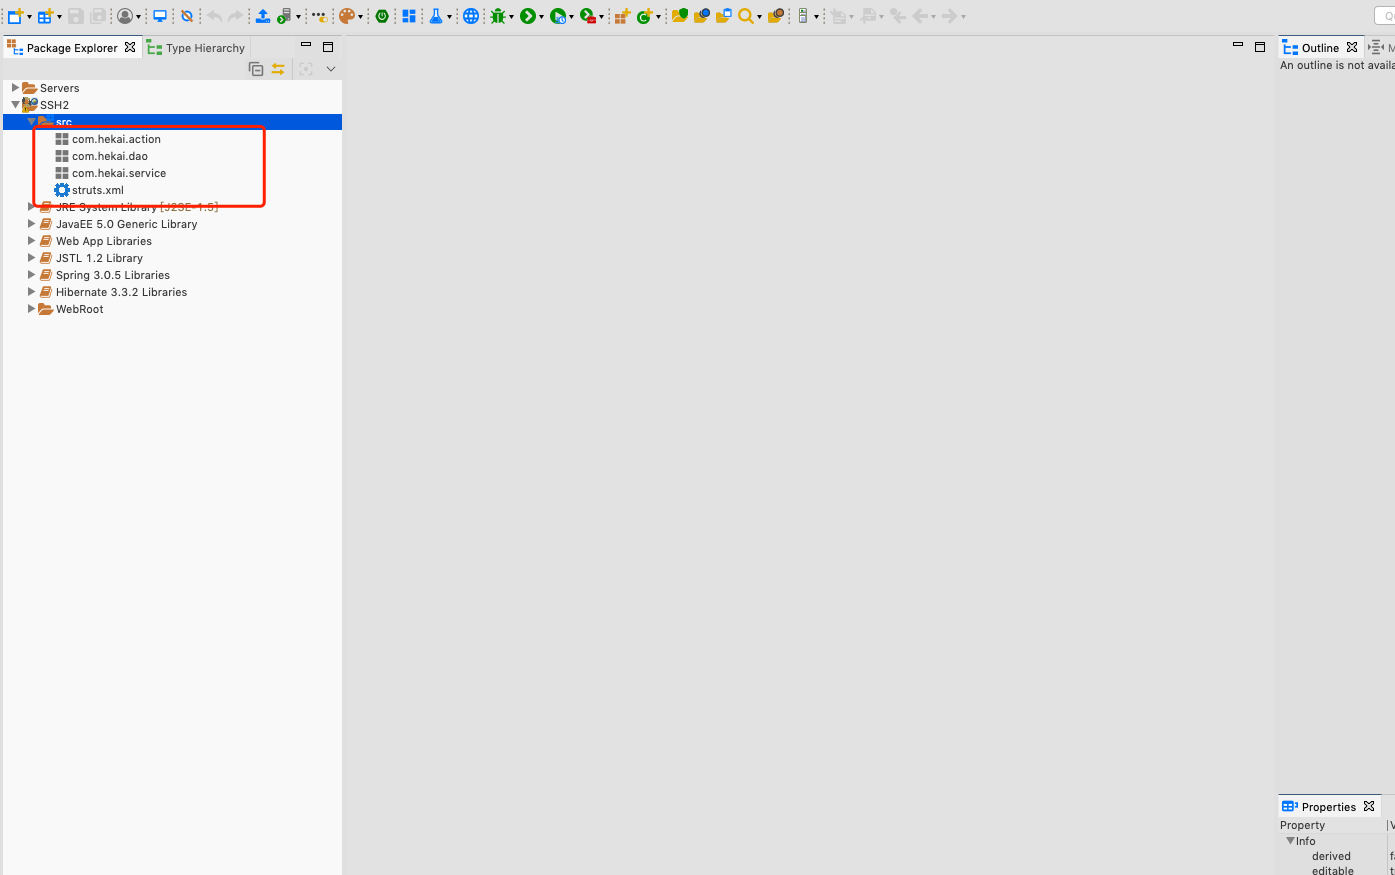 Qu
Package Explorer
Type Hierarchy
Servers
SSH2
src
com.hekai.action
com.hekai.dao
com.hekai.service
struts.xml
JRE System Library [J2SE-1.5]
JavaEE 5.0 Generic Library
Web App Libraries
JSTL 1.2 Library
Spring 3.0.5 Libraries
Hibernate 3.3.2 Libraries
WebRoot
Outline
M
An outline is not availa
Properties
Property
V
Info
derived
fa
editable
t